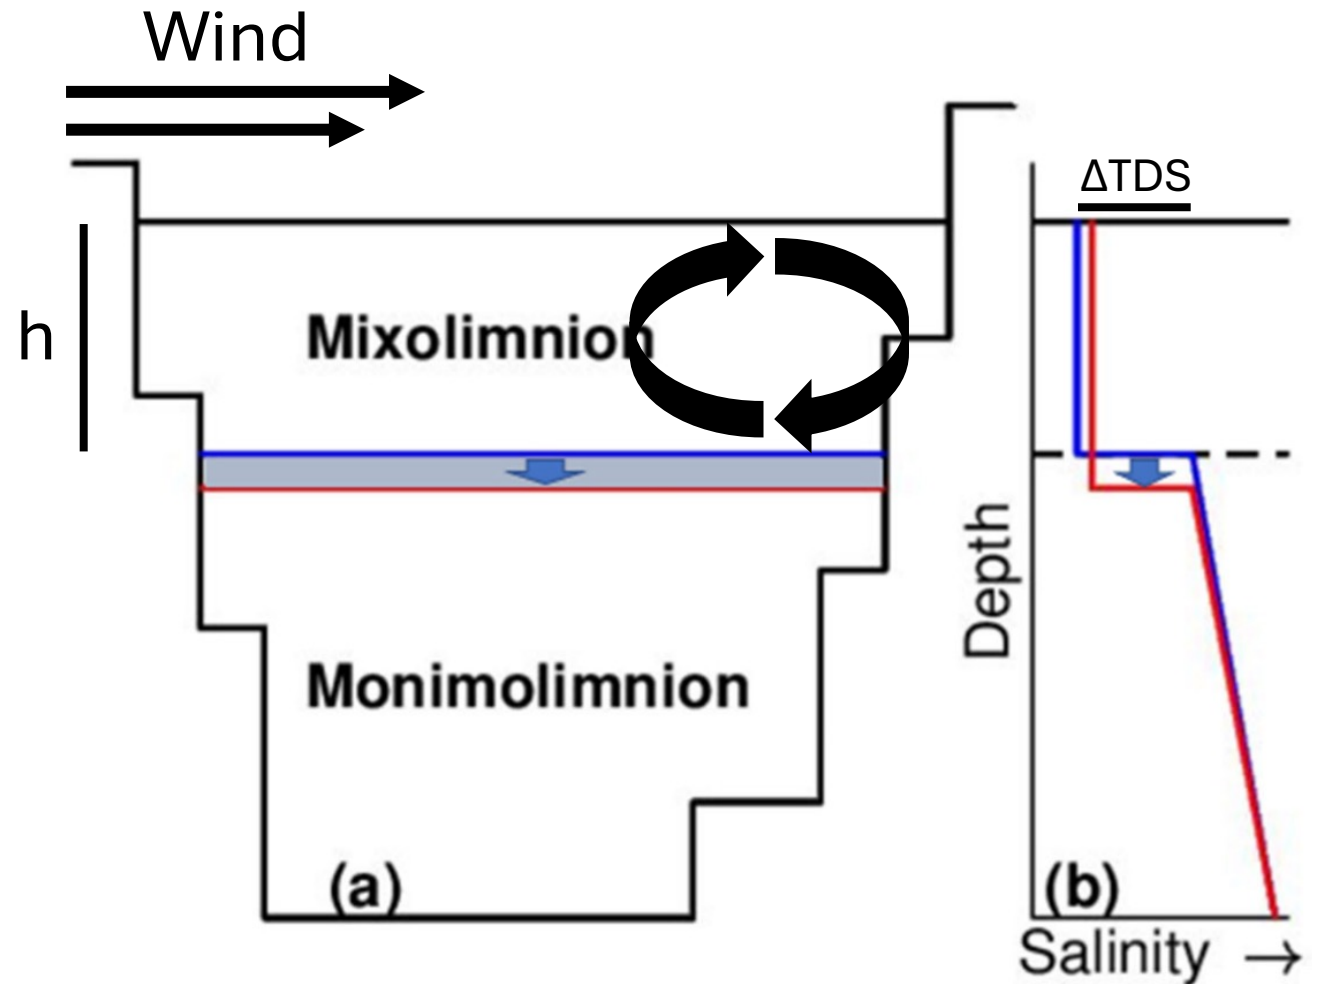 Wind
ΔTDS
h
Mixolimnion
Depth
Monimolimnion
(a)
(b)
Salinity →